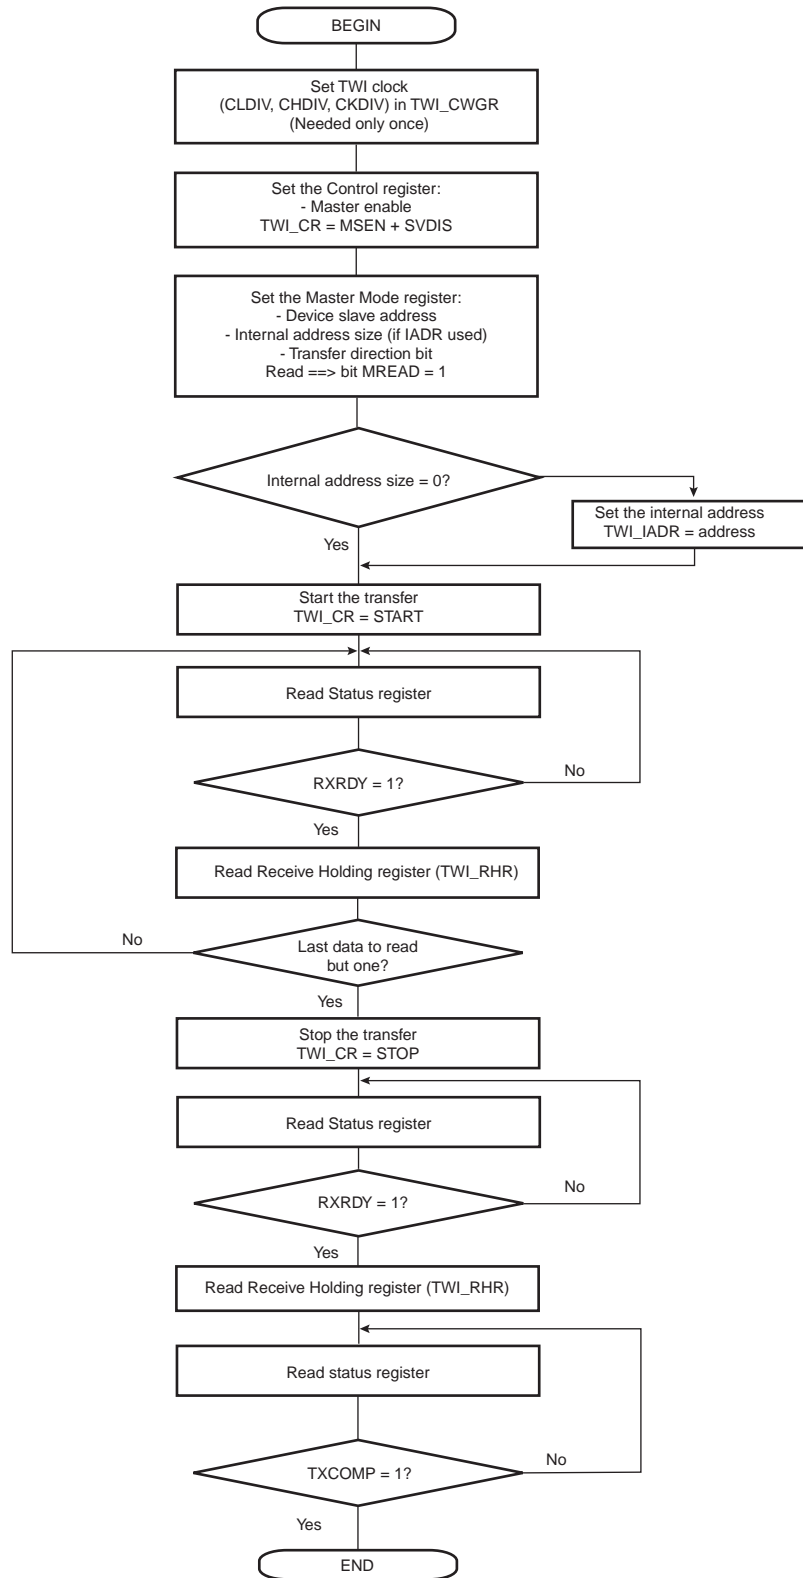 BEGIN
Set TWI clock
(CLDIV, CHDIV, CKDIV) in TWI_CWGR
(Needed only once)
Set the Control register:
- Master enable
TWI_CR = MSEN + SVDIS
Set the Master Mode register:
- Device slave address
- Internal address size (if IADR used)
- Transfer direction bit
Read ==> bit MREAD = 1
Internal address size = 0?
Set the internal address
TWI_IADR = address
Yes
Start the transfer
TWI_CR = START
Read Status register
RXRDY = 1?
No
Yes
Read Receive Holding register (TWI_RHR)
No
Last data to read
but one?
Yes
Stop the transfer
TWI_CR = STOP
Read Status register
RXRDY = 1?
No
Yes
Read Receive Holding register (TWI_RHR)
Read status register
TXCOMP = 1?
No
Yes
END